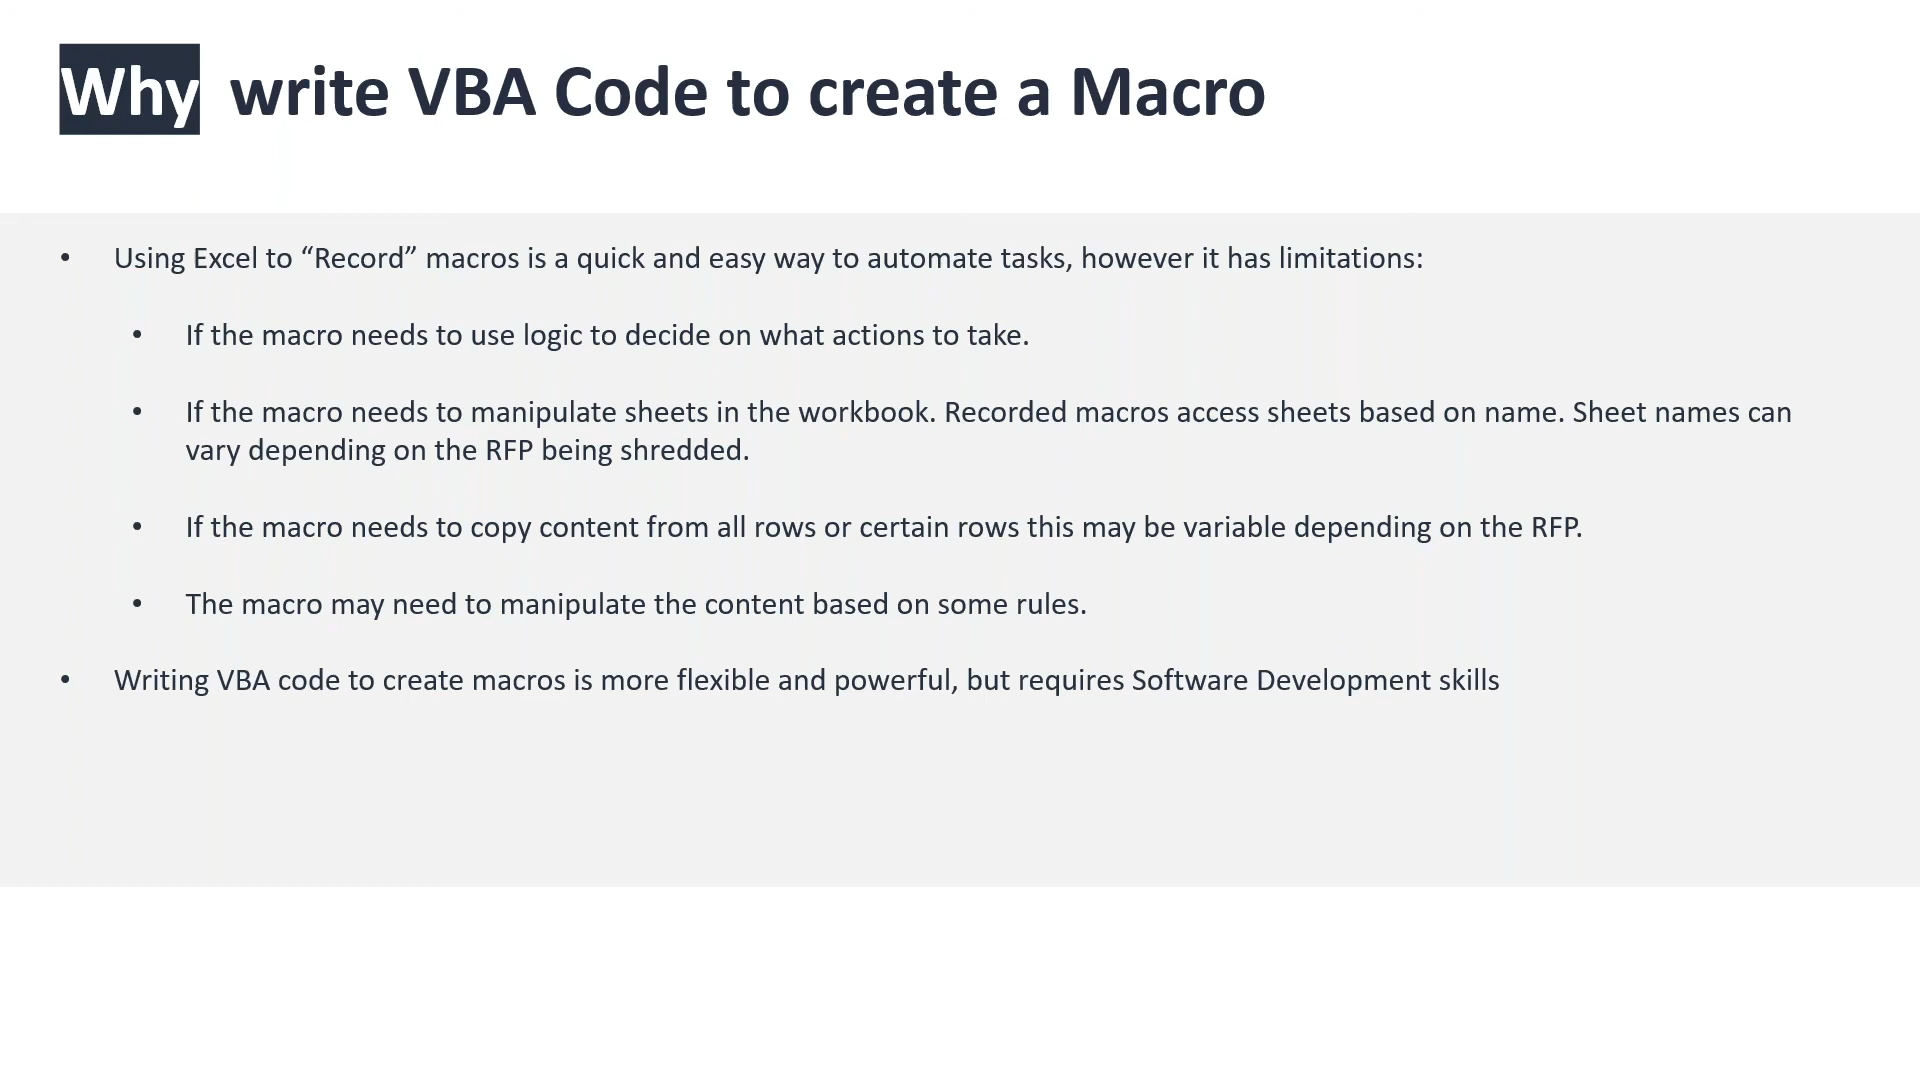 Why write VBA Code to create a Macro
• Using Excel to “Record” macros is a quick and easy way to automate tasks, however it has limitations:
• If the macro needs to use logic to decide on what actions to take.
• If the macro needs to manipulate sheets in the workbook. Recorded macros access sheets based on name. Sheet names can
vary depending on the RFP being shredded.
• If the macro needs to copy content from all rows or certain rows this may be variable depending on the RFP.
• The macro may need to manipulate the content based on some rules.
• Writing VBA code to create macros is more flexible and powerful, but requires Software Development skills